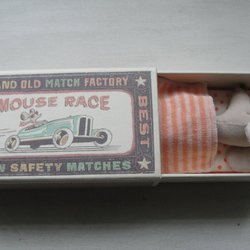 AND OLD MATCH FACTORY
MOUSE RACE
BEST
N SAFETY MATCHES